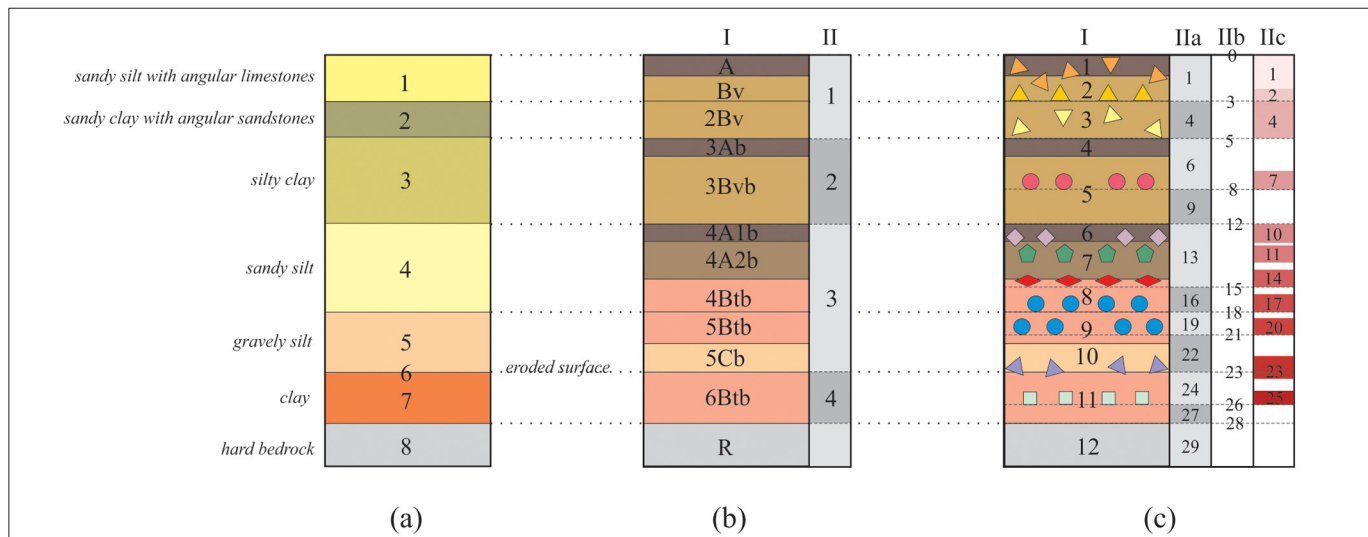 I II I IIa IIb IIc
0
sandy silt with angular limestones 1 A 1 1 1 1
Bv 2 2
3
sandy clay with angular sandstones 2 2Bv 3 4 4
5
3Ab 4
silty clay 3 3Bvb 2 6 7
5 8
9
12
4A1b 6 10
sandy silt 4 4A2b 3 7 13 11
14
15
4Btb 8 16 17
18
gravely silt 5 5Btb 9 19 20
21
5Cb 10 22
6 eroded surface 23 23
clay 7 6Btb 4 11 24 25
26
27
28
hard bedrock 8 R 12 29
(a) (b) (c)